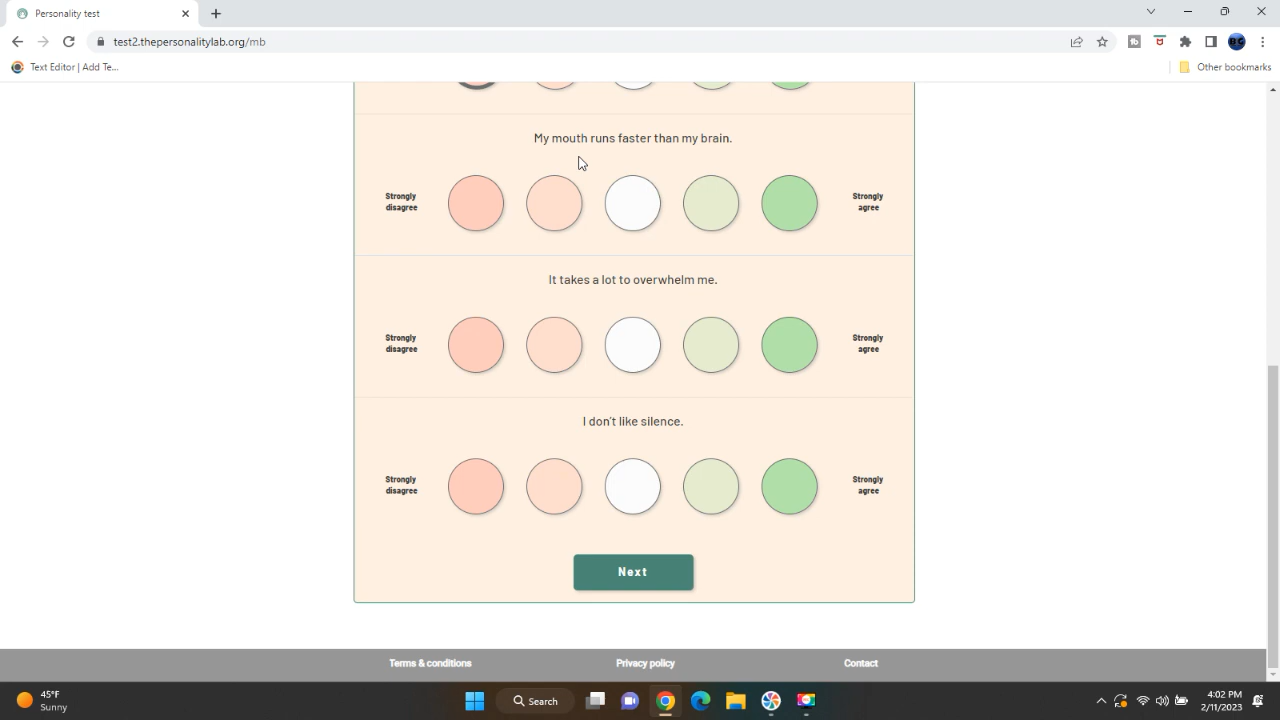 Personality test
test2.thepersonalitylab.org/mb
Text Editor | Add Te...
Other bookmarks
My mouth runs faster than my brain.
Strongly
disagree
Strongly
agree
It takes a lot to overwhelm me.
Strongly
disagree
Strongly
agree
I don't like silence.
Strongly
disagree
Strongly
agree
Next
Terms & conditions
Privacy policy
Contact
45°F
Sunny
Search
4:02 PM
2/11/2023